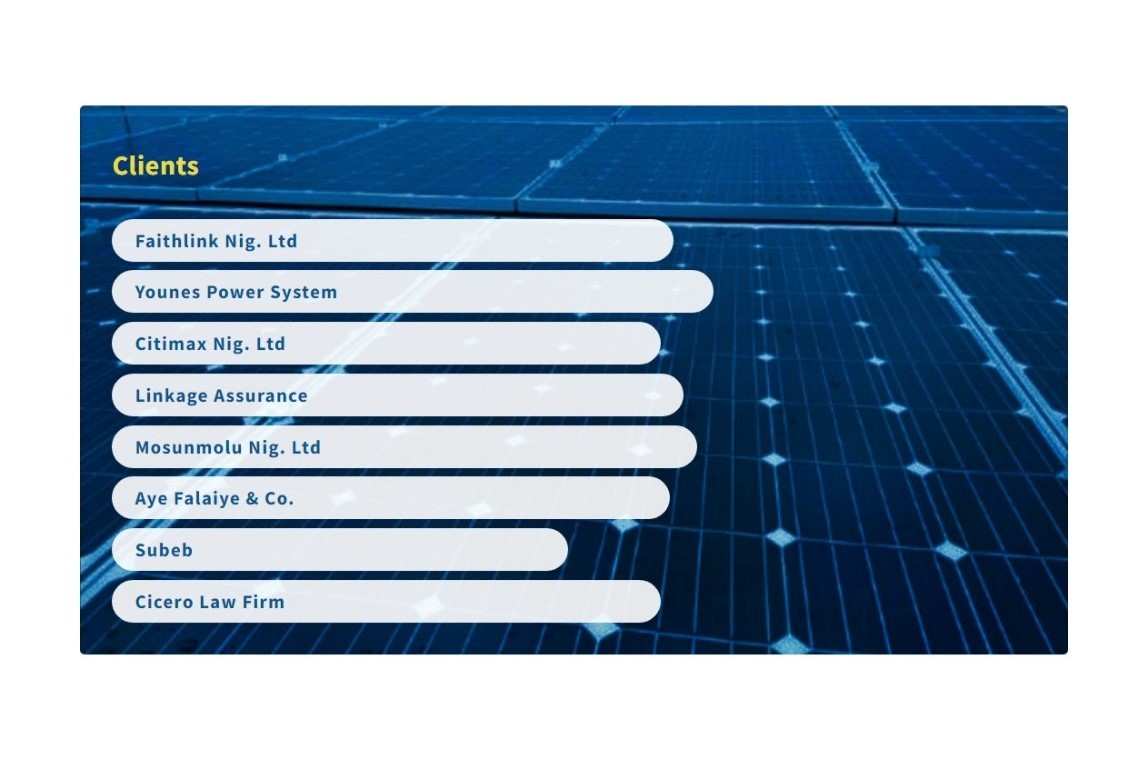 Clients
Faithlink Nig. Ltd
Younes Power System
Citimax Nig. Ltd
Linkage Assurance
Mosunmolu Nig. Ltd
Aye Falaiye & Co.
Subeb
Cicero Law Firm